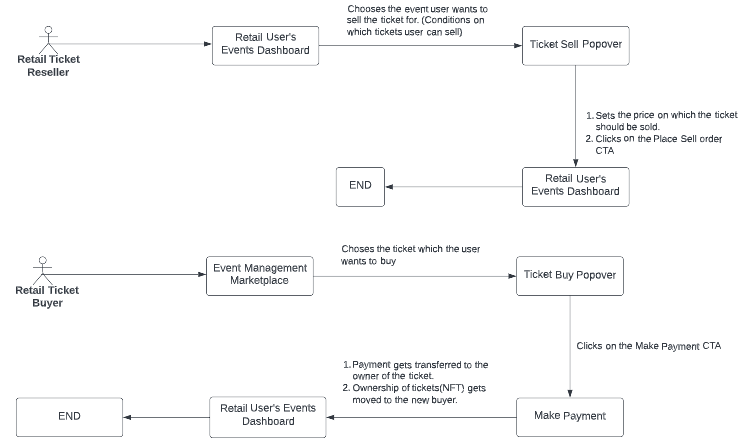 Chooses the event user wants to
sell the ticket for. (Conditions on
which tickets user can sell)
Retail Ticket
Reseller
Retail User's
Events Dashboard
Ticket Sell Popover
1. Sets the price on which the ticket
should be sold.
2. Clicks on the Place Sell order
CTA
END
Retail User's
Events Dashboard
Choses the ticket which the user
wants to buy
Retail Ticket
Buyer
Event Management
Marketplace
Ticket Buy Popover
Clicks on the Make Payment CTA
1. Payment gets transferred to the
owner of the ticket.
2. Ownership of tickets(NFT) gets
moved to the new buyer.
END
Retail User's Events
Dashboard
Make Payment